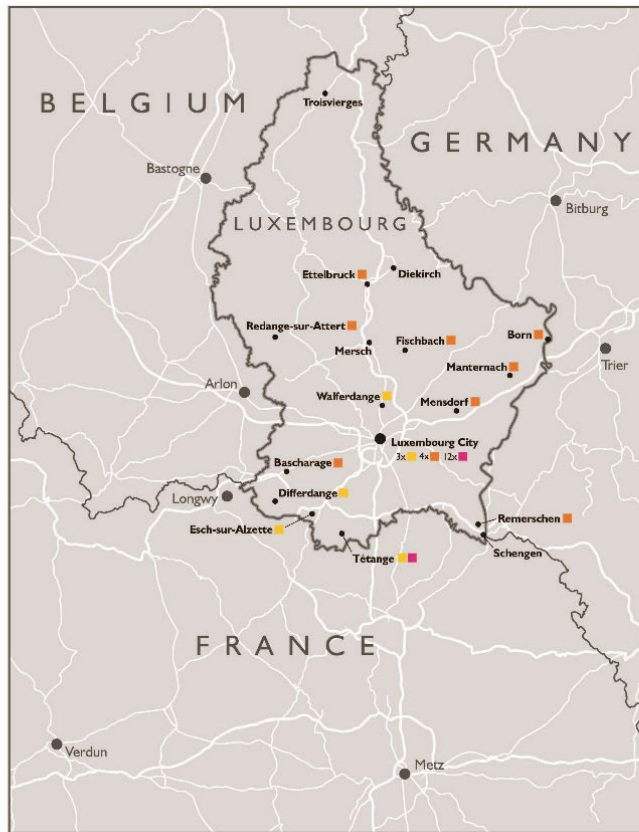 BELGIUM
Troisvierges
GERMANY
Bastogne
Bitburg
LUXEMBOURG
Ettelbruck
Diekirch
Redange-sur-Attert
Mersch
Fischbach
Born
Trier
Manternach
Arlon
Walferdange
Mensdorf
Luxembourg City
3x 4x 12x
Bascharage
Longwy
Differdange
Esch-sur-Alzette
Remerschen
Schengen
Tétange
FRANCE
Verdun
Metz